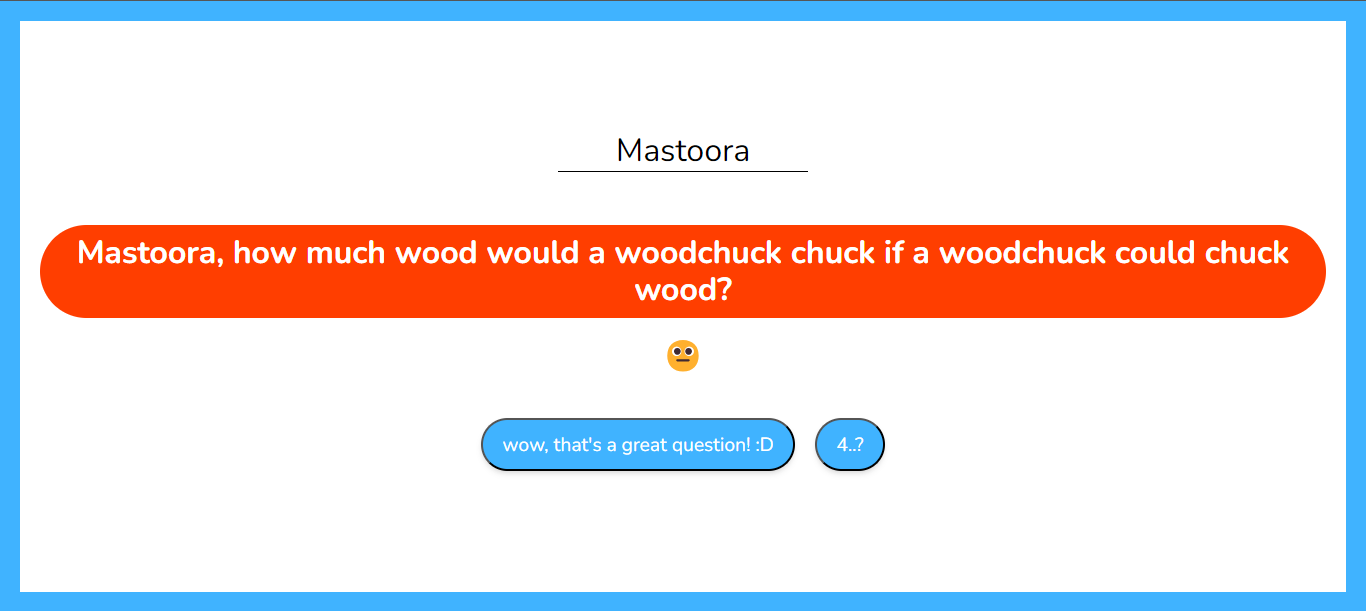 Mastoora
Mastoora, how much wood would a woodchuck chuck if a woodchuck could chuck
wood?
wow, that's a great question! :D
4..?